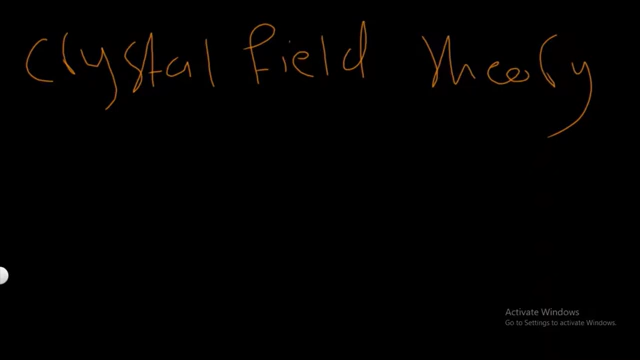 Crystal Field Theory
Activate Windows
Go to Settings to activate Windows.